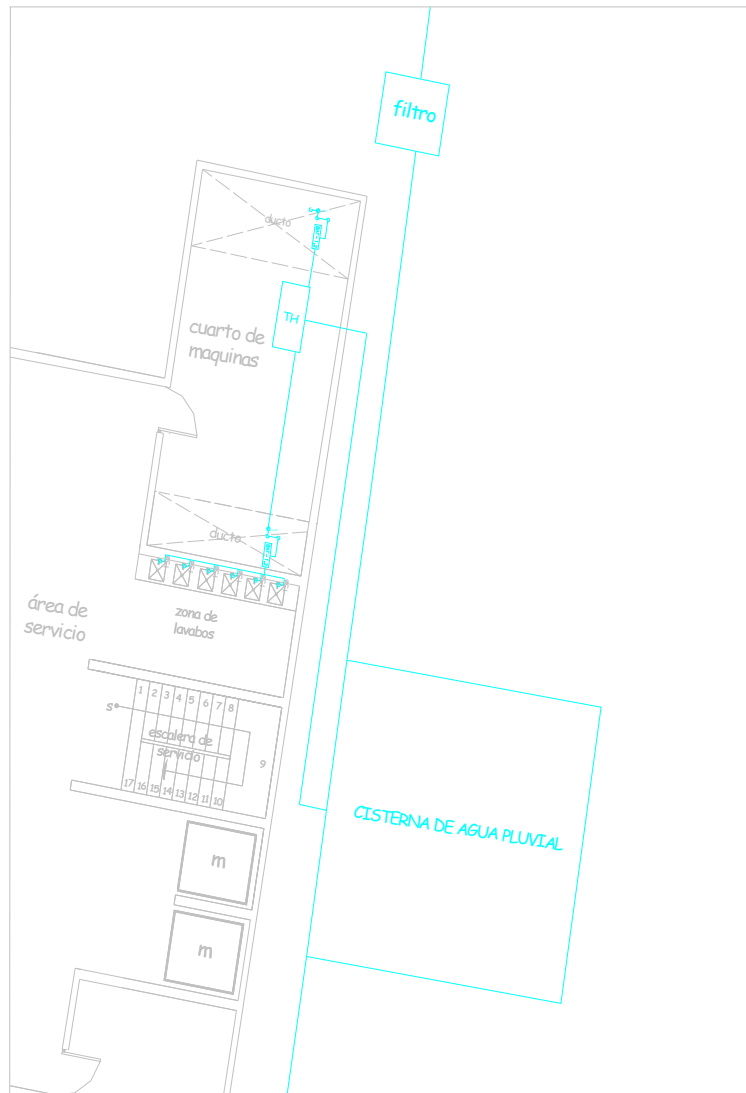 filtro
ducto
TH
cuarto de
maquinas
ducto
área de
servicio
zona de
lavabos
1 2 3 4 5 6 7 8
s
escalera de
servicio
9
17 16 15 14 13 12 11 10
CISTERNA DE AGUA PLUVIAL
m
m